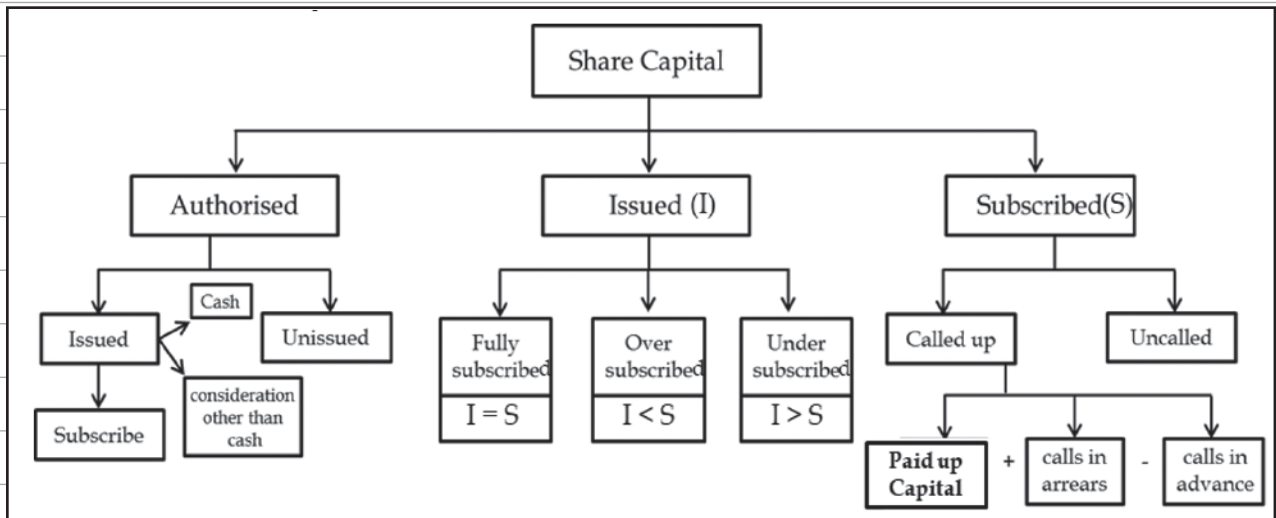 Share Capital
Authorised
Issued (I)
Subscribed(S)
Issued
Cash
consideration
other than
cash
Unissued
Subscribe
Fully
subscribed
I = S
Over
subscribed
I < S
Under
subscribed
I > S
Called up
Uncalled
Paid up
Capital
+
calls in
arrears
-
calls in
advance